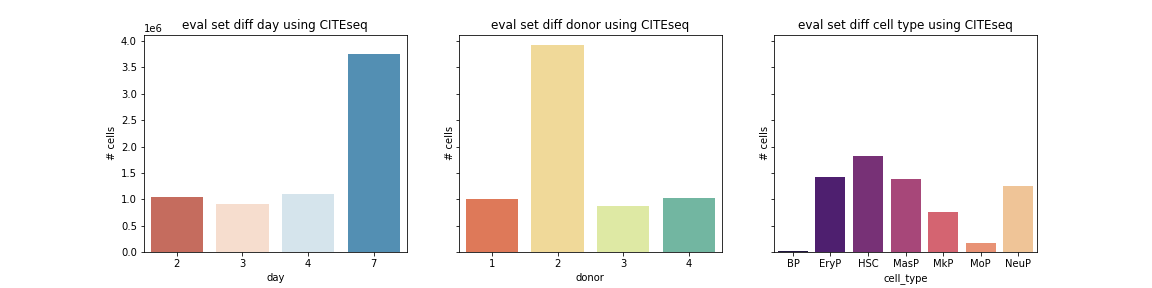 eval set diff day using CITEseq
1e6
4.0
3.5
3.0
2.5
2.0
1.5
1.0
0.5
0.0
# cells
2 3 4 7
day
eval set diff donor using CITEseq
# cells
1 2 3 4
donor
eval set diff cell type using CITEseq
# cells
BP EryP HSC MasP MkP MoP NeuP
cell_type